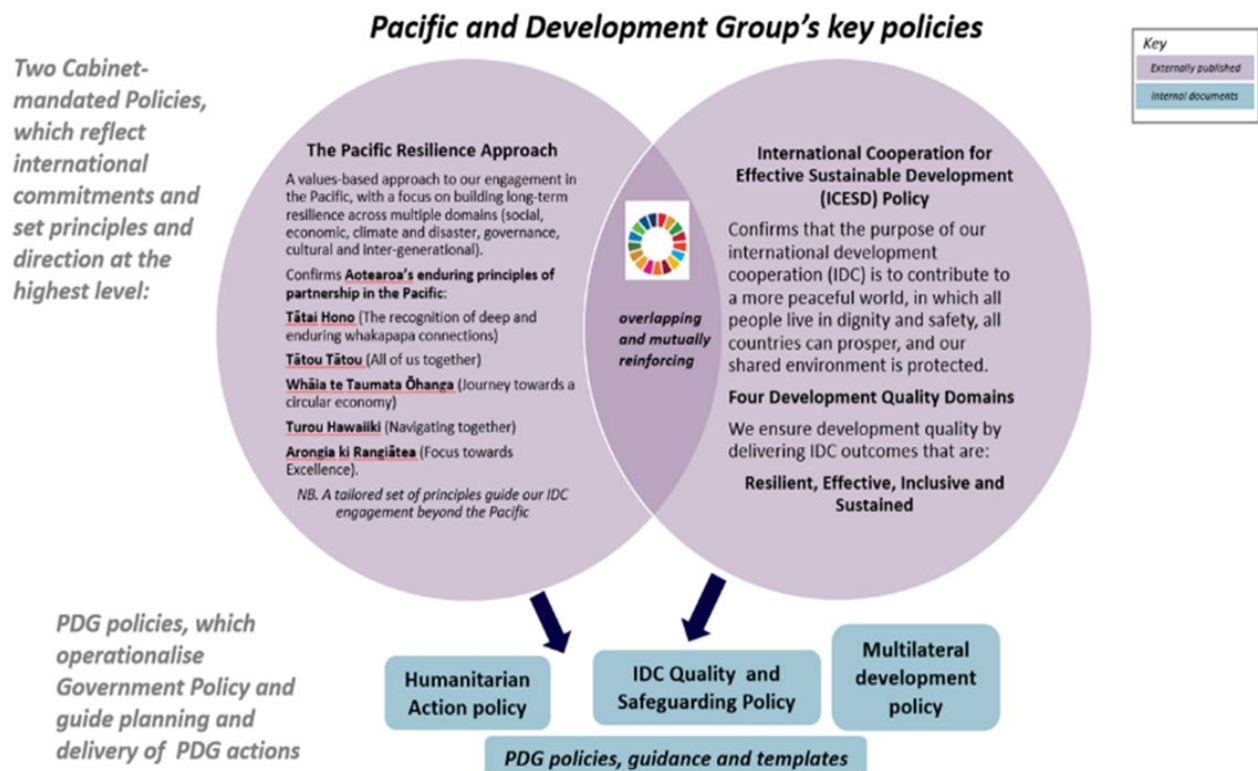 Pacific and Development Group's key policies
Key
Externally published
Internal documents
Two Cabinet-
mandated Policies,
which reflect
international
commitments and
set principles and
direction at the
highest level:
The Pacific Resilience Approach
A values-based approach to our engagement in
the Pacific, with a focus on building long-term
resilience across multiple domains (social,
economic, climate and disaster, governance,
cultural and inter-generational).
Confirms Aotearoa's enduring principles of
partnership in the Pacific:
Tātai Hono (The recognition of deep and
enduring whakapapa connections)
Tātou Tātou (All of us together)
Whāia te Taumata Ōhanga (Journey towards a
circular economy)
Turou Hawaiiki (Navigating together)
Arongia ki Rangiātea (Focus towards
Excellence).
NB. A tailored set of principles guide our IDC
engagement beyond the Pacific
overlapping
and mutually
reinforcing
International Cooperation for
Effective Sustainable Development
(ICESD) Policy
Confirms that the purpose of our
international development
cooperation (IDC) is to contribute to
a more peaceful world, in which all
people live in dignity and safety, all
countries can prosper, and our
shared environment is protected.
Four Development Quality Domains
We ensure development quality by
delivering IDC outcomes that are:
Resilient, Effective, Inclusive and
Sustained
PDG policies, which
operationalise
Government Policy and
guide planning and
delivery of PDG actions
Humanitarian
Action policy
IDC Quality and
Safeguarding Policy
Multilateral
development
policy
PDG policies, guidance and templates